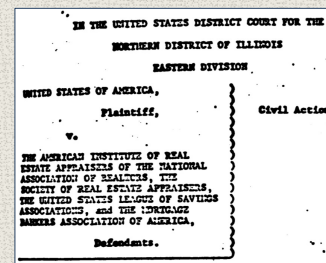 IN THE UNITED STATES DISTRICT COURT FOR THE
NORTHERN DISTRICT OF ILLINOIS
EASTERN DIVISION
UNITED STATES OF AMERICA,
Plaintiff,
Civil Action
v.
THE AMERICAN INSTITUTE OF REAL
ESTATE APPRAISERS OF THE NATIONAL
ASSOCIATION OF REALTORS, THE
SOCIETY OF REAL ESTATE APPRAISERS,
THE UNITED STATES LEAGUE OF SAVINGS
ASSOCIATIONS, and THE MORTGAGE
BANKERS ASSOCIATION OF AMERICA,
Defendants.